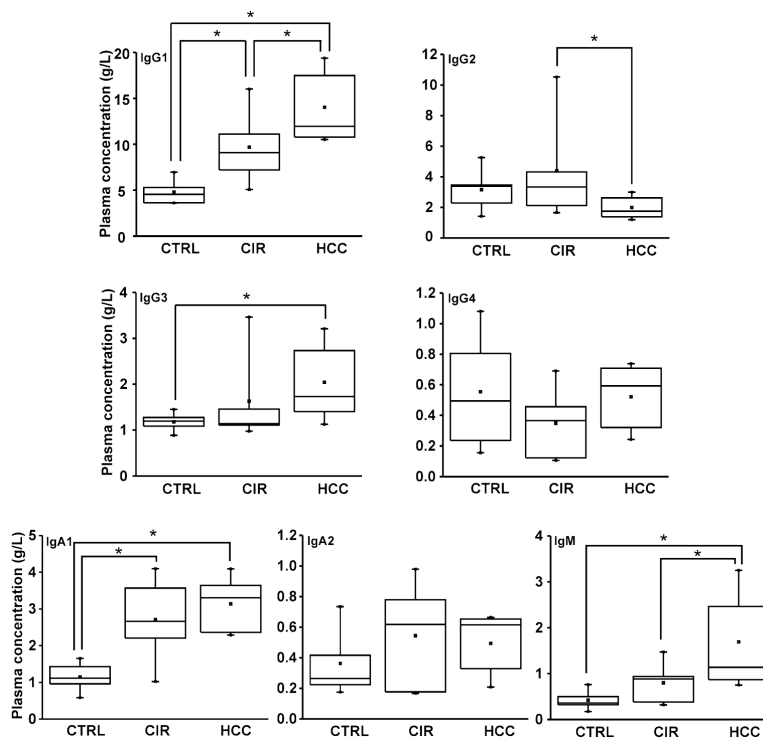 * * *
Plasma concentration (g/L)
IgG1
20
15
10
5
0
CTRL CIR HCC
*
IgG2
12
10
8
6
4
2
0
CTRL CIR HCC
*
Plasma concentration (g/L)
IgG3
4
3
2
1
0
CTRL CIR HCC
IgG4
1.2
1.0
0.8
0.6
0.4
0.2
0.0
CTRL CIR HCC
* *
Plasma concentration (g/L)
IgA1
5
4
3
2
1
0
CTRL CIR HCC
IgA2
1.2
1.0
0.8
0.6
0.4
0.2
0.0
CTRL CIR HCC
* *
IgM
4
3
2
1
0
CTRL CIR HCC